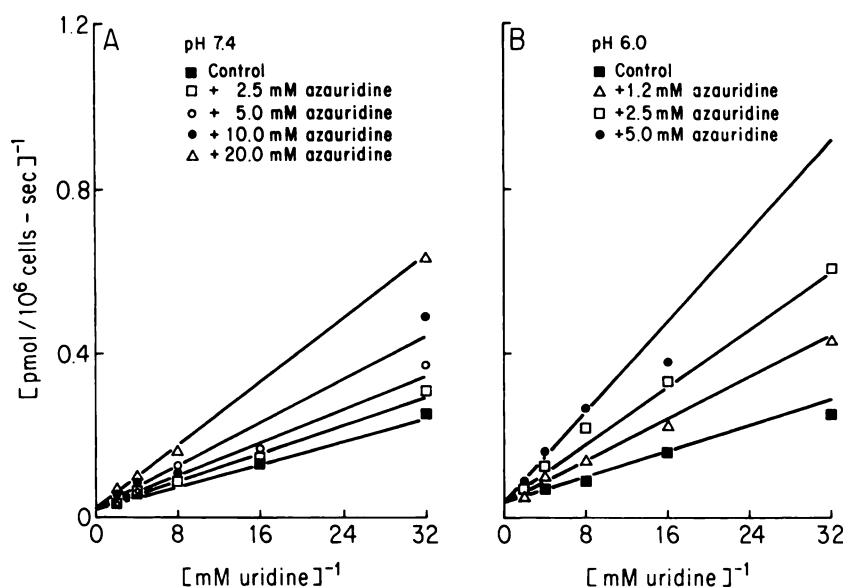 A
pH 7.4
■ Control
□ + 2.5 mM azauridine
○ + 5.0 mM azauridine
● + 10.0 mM azauridine
△ + 20.0 mM azauridine
B
pH 6.0
■ Control
△ +1.2 mM azauridine
□ +2.5 mM azauridine
● +5.0 mM azauridine
[pmol/10⁶ cells – sec]⁻¹
1.2
0.8
0.4
0
0 8 16 24 32
0 8 16 24 32
[mM uridine]⁻¹
[mM uridine]⁻¹